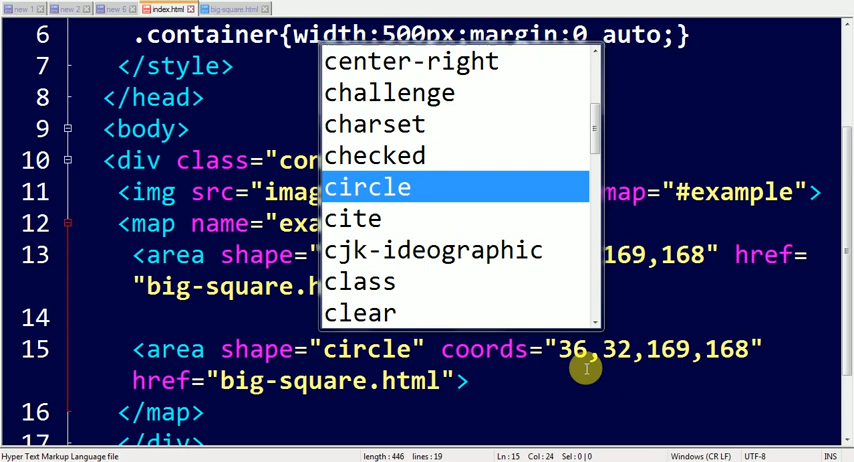 new 1 new 2 new 6 index.html big-square.html
6 .container{width:500px;margin:0 auto;}
7 </style>
8 </head>
9 <body>
10 <div class="con
11 <img src="imag map="#example">
12 <map name="exa
13 <area shape=" 169,168" href=
"big-square.h
14
15 <area shape="circle" coords="36,32,169,168"
href="big-square.html">
16 </map>
17 </div>
center-right
challenge
charset
checked
circle
cite
cjk-ideographic
class
clear
Hyper Text Markup Language file length : 446 lines : 19 Ln : 15 Col : 24 Sel : 0 | 0 Windows (CR LF) UTF-8 INS